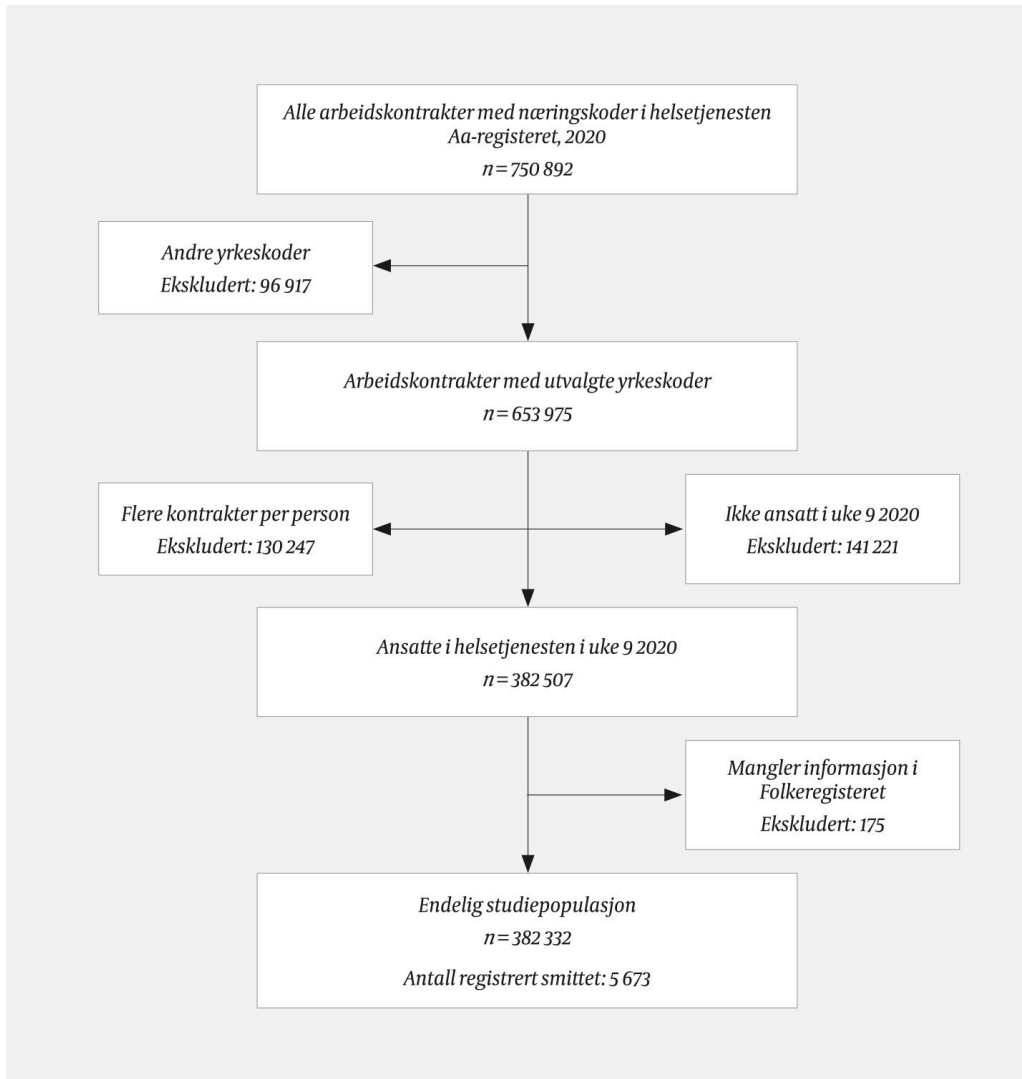 Alle arbeidskontrakter med næringskoder i helsetjenesten
Aa-registeret, 2020
n = 750 892
Andre yrkeskoder
Ekskludert: 96 917
Arbeidskontrakter med utvalgte yrkeskoder
n = 653 975
Flere kontrakter per person
Ekskludert: 130 247
Ikke ansatt i uke 9 2020
Ekskludert: 141 221
Ansatte i helsetjenesten i uke 9 2020
n = 382 507
Mangler informasjon i
Folkeregisteret
Ekskludert: 175
Endelig studiepopulasjon
n = 382 332
Antall registrert smittet: 5 673